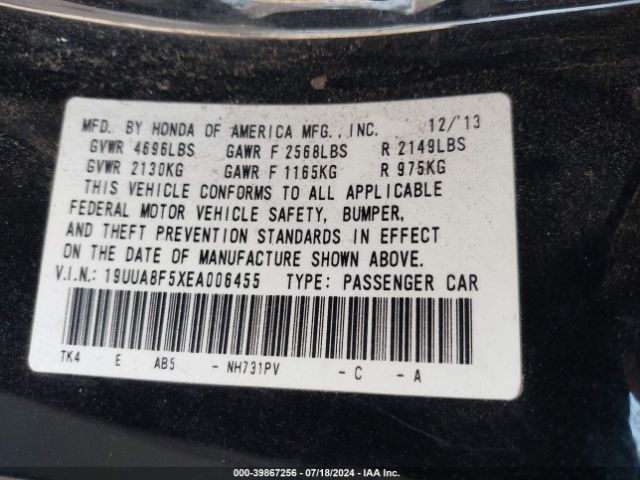 MFD. BY HONDA OF AMERICA MFG., INC. 12/'13
GVWR 4696LBS GAWR F 2568LBS R 2149LBS
GVWR 2130KG GAWR F 1165KG R 975KG
THIS VEHICLE CONFORMS TO ALL APPLICABLE
FEDERAL MOTOR VEHICLE SAFETY, BUMPER,
AND THEFT PREVENTION STANDARDS IN EFFECT
ON THE DATE OF MANUFACTURE SHOWN ABOVE.
V.I.N.: 19UUA8F5XEA006455 TYPE: PASSENGER CAR
TK4 E AB5 - NH731PV - C - A
000-39867256 - 07/18/2024 - IAA Inc.